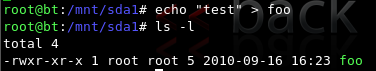 root@bt:/mnt/sda1# echo "test" > foo
root@bt:/mnt/sda1# ls -l
total 4
-rwxr-xr-x 1 root root 5 2010-09-16 16:23 foo